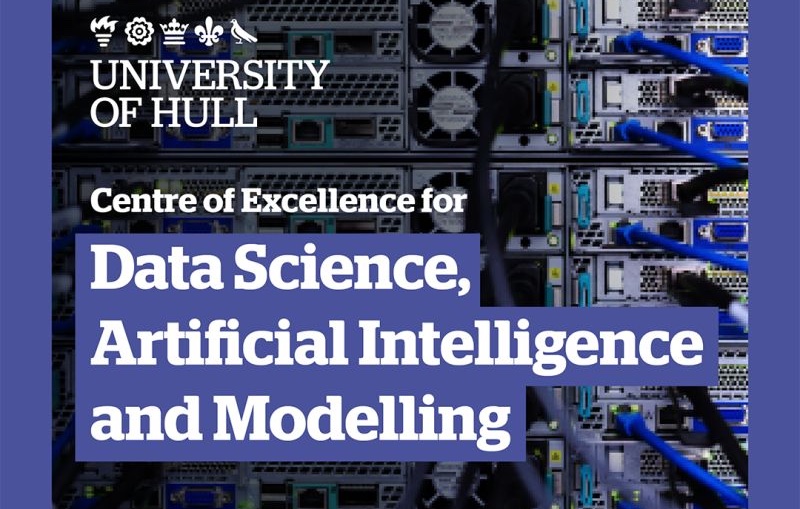 UNIVERSITY
OF HULL
Centre of Excellence for
Data Science,
Artificial Intelligence
and Modelling